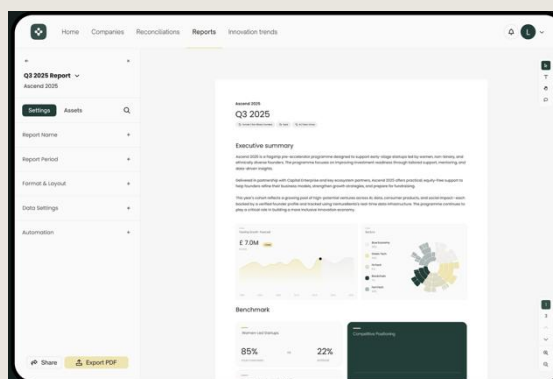 Home Companies Reconciliations Reports Innovation trends
L
Q3 2025 Report
Ascend 2025
Settings Assets
Report Name +
Report Period +
Format & Layout +
Data Settings +
Automation +
Share Export PDF
Ascend 2025
Q3 2025
Executive summary
Ascend 2025 is a flagship pre-accelerator programme designed to support early-stage startups led by women, non-binary, and
ethnically diverse founders. The programme focuses on improving investment readiness through tailored support, mentoring, and
data-driven insights.
Delivered in partnership with Capital Enterprise and key ecosystem partners, Ascend 2025 offers practical, equity-free support to
help founders refine their business models, strengthen growth strategies, and prepare for fundraising.
This year's cohort reflects a growing pool of high-potential ventures across AI, data, consumer products, and social impact—each
backed by a verified founder profile and tracked using real-time data infrastructure. The programme continues to
play a critical role in building a more inclusive innovation economy.
£ 7.0M
Benchmark
Women-Led Startups
Competitive Positioning
85% vs 22%